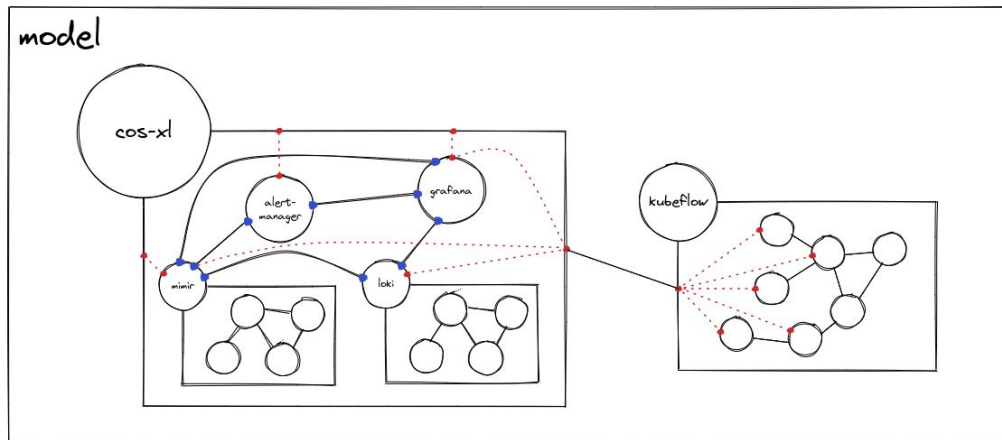 model
cos-xl
alert-
manager
grafana
mimir
loki
kubeflow